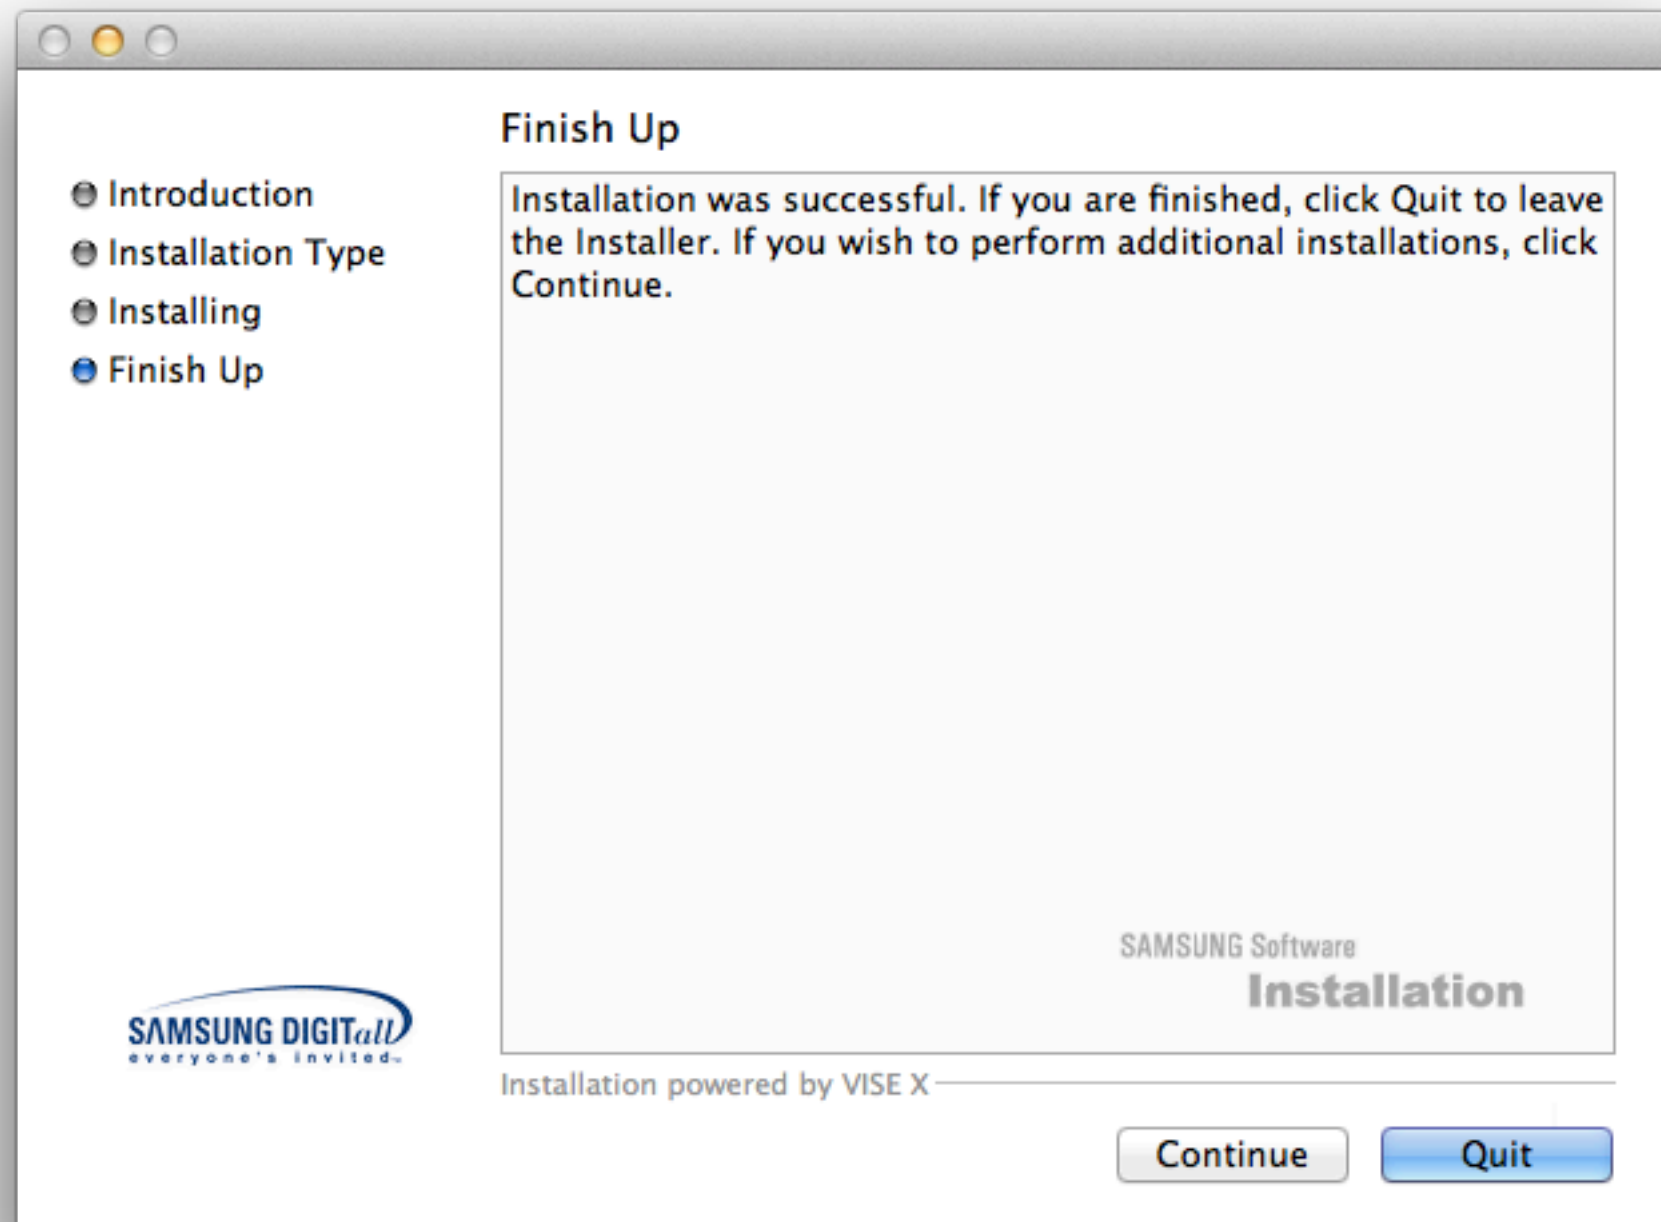 Finish Up
Introduction
Installation Type
Installing
Finish Up
Installation was successful. If you are finished, click Quit to leave
the Installer. If you wish to perform additional installations, click
Continue.
SAMSUNG Software
Installation
SAMSUNG DIGITall
everyone's invited™
Installation powered by VISE X
Continue
Quit